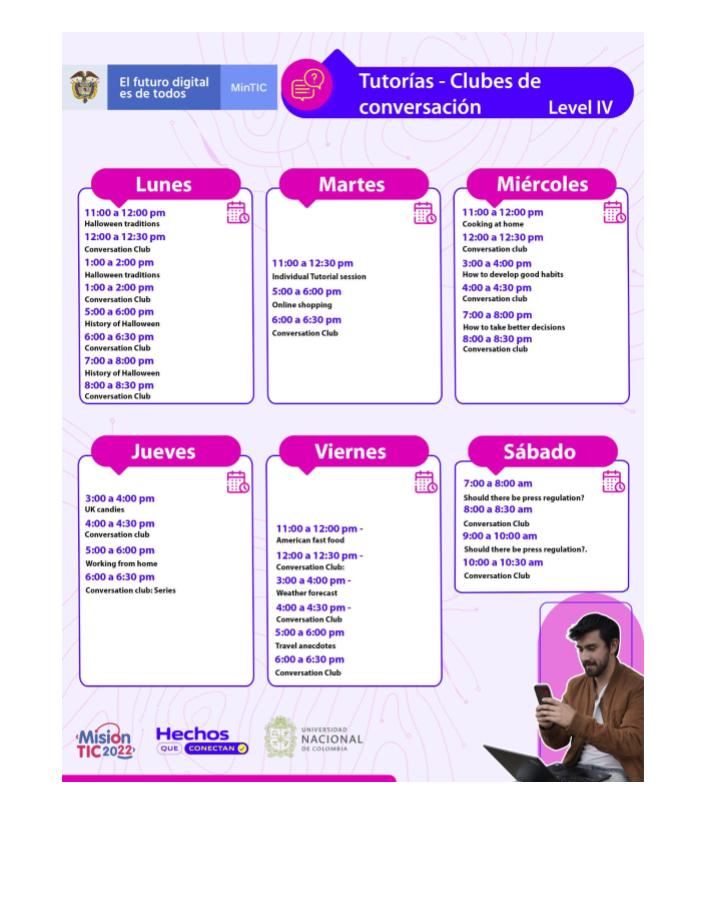 El futuro digital
es de todos
MinTIC
Tutorías - Clubes de
conversación Level IV
Lunes
11:00 a 12:00 pm
Halloween traditions
12:00 a 12:30 pm
Conversation Club
1:00 a 2:00 pm
Halloween traditions
1:00 a 2:00 pm
Conversation Club
5:00 a 6:00 pm
History of Halloween
6:00 a 6:30 pm
Conversation Club
7:00 a 8:00 pm
History of Halloween
8:00 a 8:30 pm
Conversation Club
Martes
11:00 a 12:30 pm
Individual Tutorial session
5:00 a 6:00 pm
Online shopping
6:00 a 6:30 pm
Conversation Club
Miércoles
11:00 a 12:00 pm
Cooking at home
12:00 a 12:30 pm
Conversation club
3:00 a 4:00 pm
How to develop good habits
4:00 a 4:30 pm
Conversation club
7:00 a 8:00 pm
How to take better decisions
8:00 a 8:30 pm
Conversation club
Jueves
3:00 a 4:00 pm
UK candies
4:00 a 4:30 pm
Conversation club
5:00 a 6:00 pm
Working from home
6:00 a 6:30 pm
Conversation club: Series
Viernes
11:00 a 12:00 pm -
American fast food
12:00 a 12:30 pm -
Conversation Club:
3:00 a 4:00 pm -
Weather forecast
4:00 a 4:30 pm -
Conversation Club
5:00 a 6:00 pm
Travel anecdotes
6:00 a 6:30 pm
Conversation Club
Sábado
7:00 a 8:00 am
Should there be press regulation?
8:00 a 8:30 am
Conversation Club
9:00 a 10:00 am
Should there be press regulation?.
10:00 a 10:30 am
Conversation Club
Misión
TIC 2022
Hechos
QUE CONECTAN
UNIVERSIDAD
NACIONAL
DE COLOMBIA